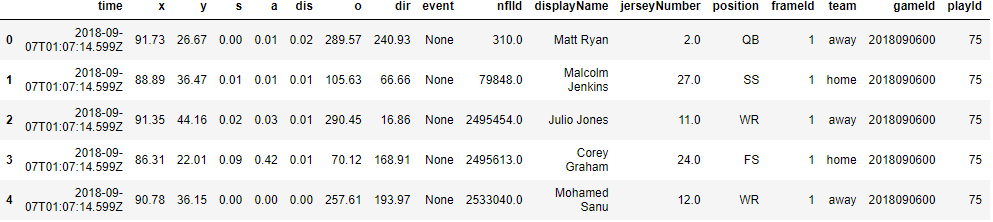 time x y s a dis o dir event nflId displayName jerseyNumber position frameId team gameId playId
0 2018-09-07T01:07:14.599Z 91.73 26.67 0.00 0.01 0.02 289.57 240.93 None 310.0 Matt Ryan 2.0 QB 1 away 2018090600 75
1 2018-09-07T01:07:14.599Z 88.89 36.47 0.01 0.01 0.01 105.63 66.66 None 79848.0 Malcolm Jenkins 27.0 SS 1 home 2018090600 75
2 2018-09-07T01:07:14.599Z 91.35 44.16 0.02 0.03 0.01 290.45 16.86 None 2495454.0 Julio Jones 11.0 WR 1 away 2018090600 75
3 2018-09-07T01:07:14.599Z 86.31 22.01 0.09 0.42 0.01 70.12 168.91 None 2495613.0 Corey Graham 24.0 FS 1 home 2018090600 75
4 2018-09-07T01:07:14.599Z 90.78 36.15 0.00 0.00 0.00 257.61 193.97 None 2533040.0 Mohamed Sanu 12.0 WR 1 away 2018090600 75